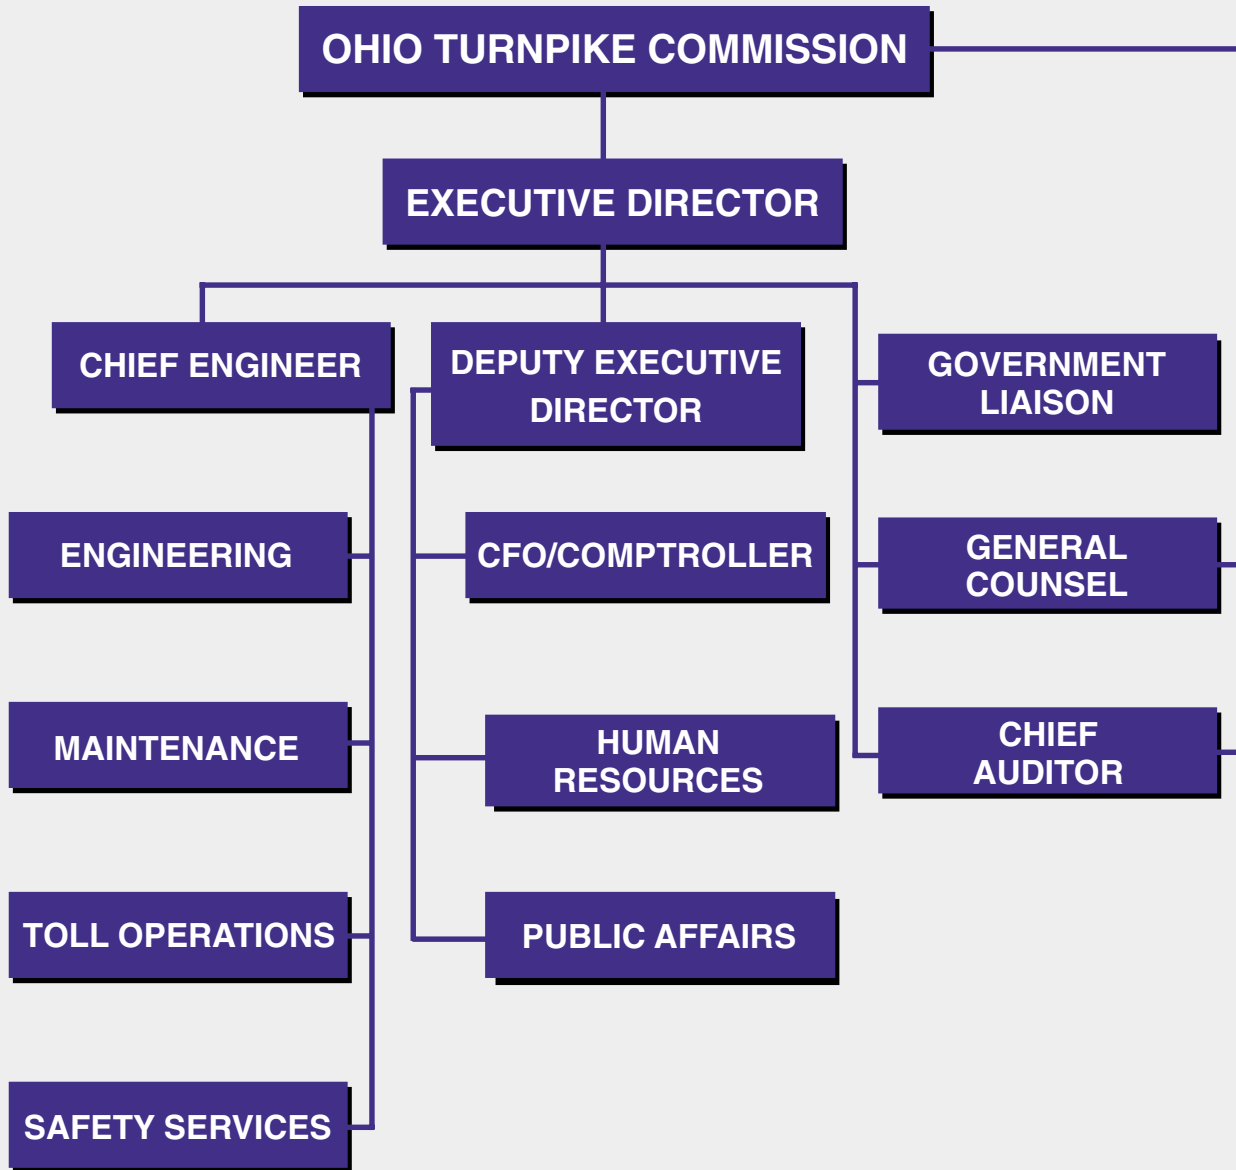 OHIO TURNPIKE COMMISSION
EXECUTIVE DIRECTOR
CHIEF ENGINEER
DEPUTY EXECUTIVE
DIRECTOR
GOVERNMENT
LIAISON
ENGINEERING
CFO/COMPTROLLER
GENERAL
COUNSEL
MAINTENANCE
HUMAN
RESOURCES
CHIEF
AUDITOR
TOLL OPERATIONS
PUBLIC AFFAIRS
SAFETY SERVICES